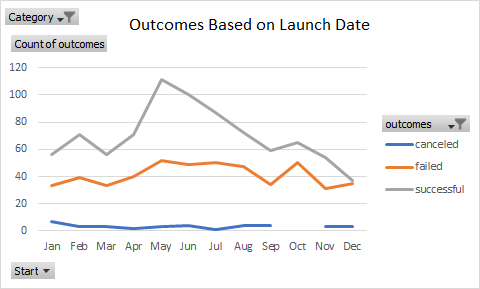 Category
Outcomes Based on Launch Date
Count of outcomes
120
100
80
60
40
20
0
Jan Feb Mar Apr May Jun Jul Aug Sep Oct Nov Dec
outcomes
canceled
failed
successful
Start